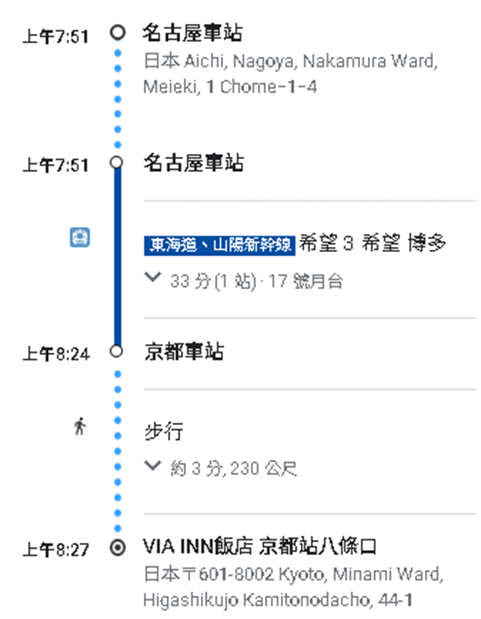 上午7:51 名古屋車站
日本 Aichi, Nagoya, Nakamura Ward,
Meieki, 1 Chome-1-4
上午7:51 名古屋車站
東海道、山陽新幹線 希望 3 希望 博多
33 分 (1 站) · 17 號月台
上午8:24 京都車站
步行
約 3 分, 230 公尺
上午8:27 VIA INN飯店 京都站八條口
日本〒601-8002 Kyoto, Minami Ward,
Higashikujo Kamitonodacho, 44-1